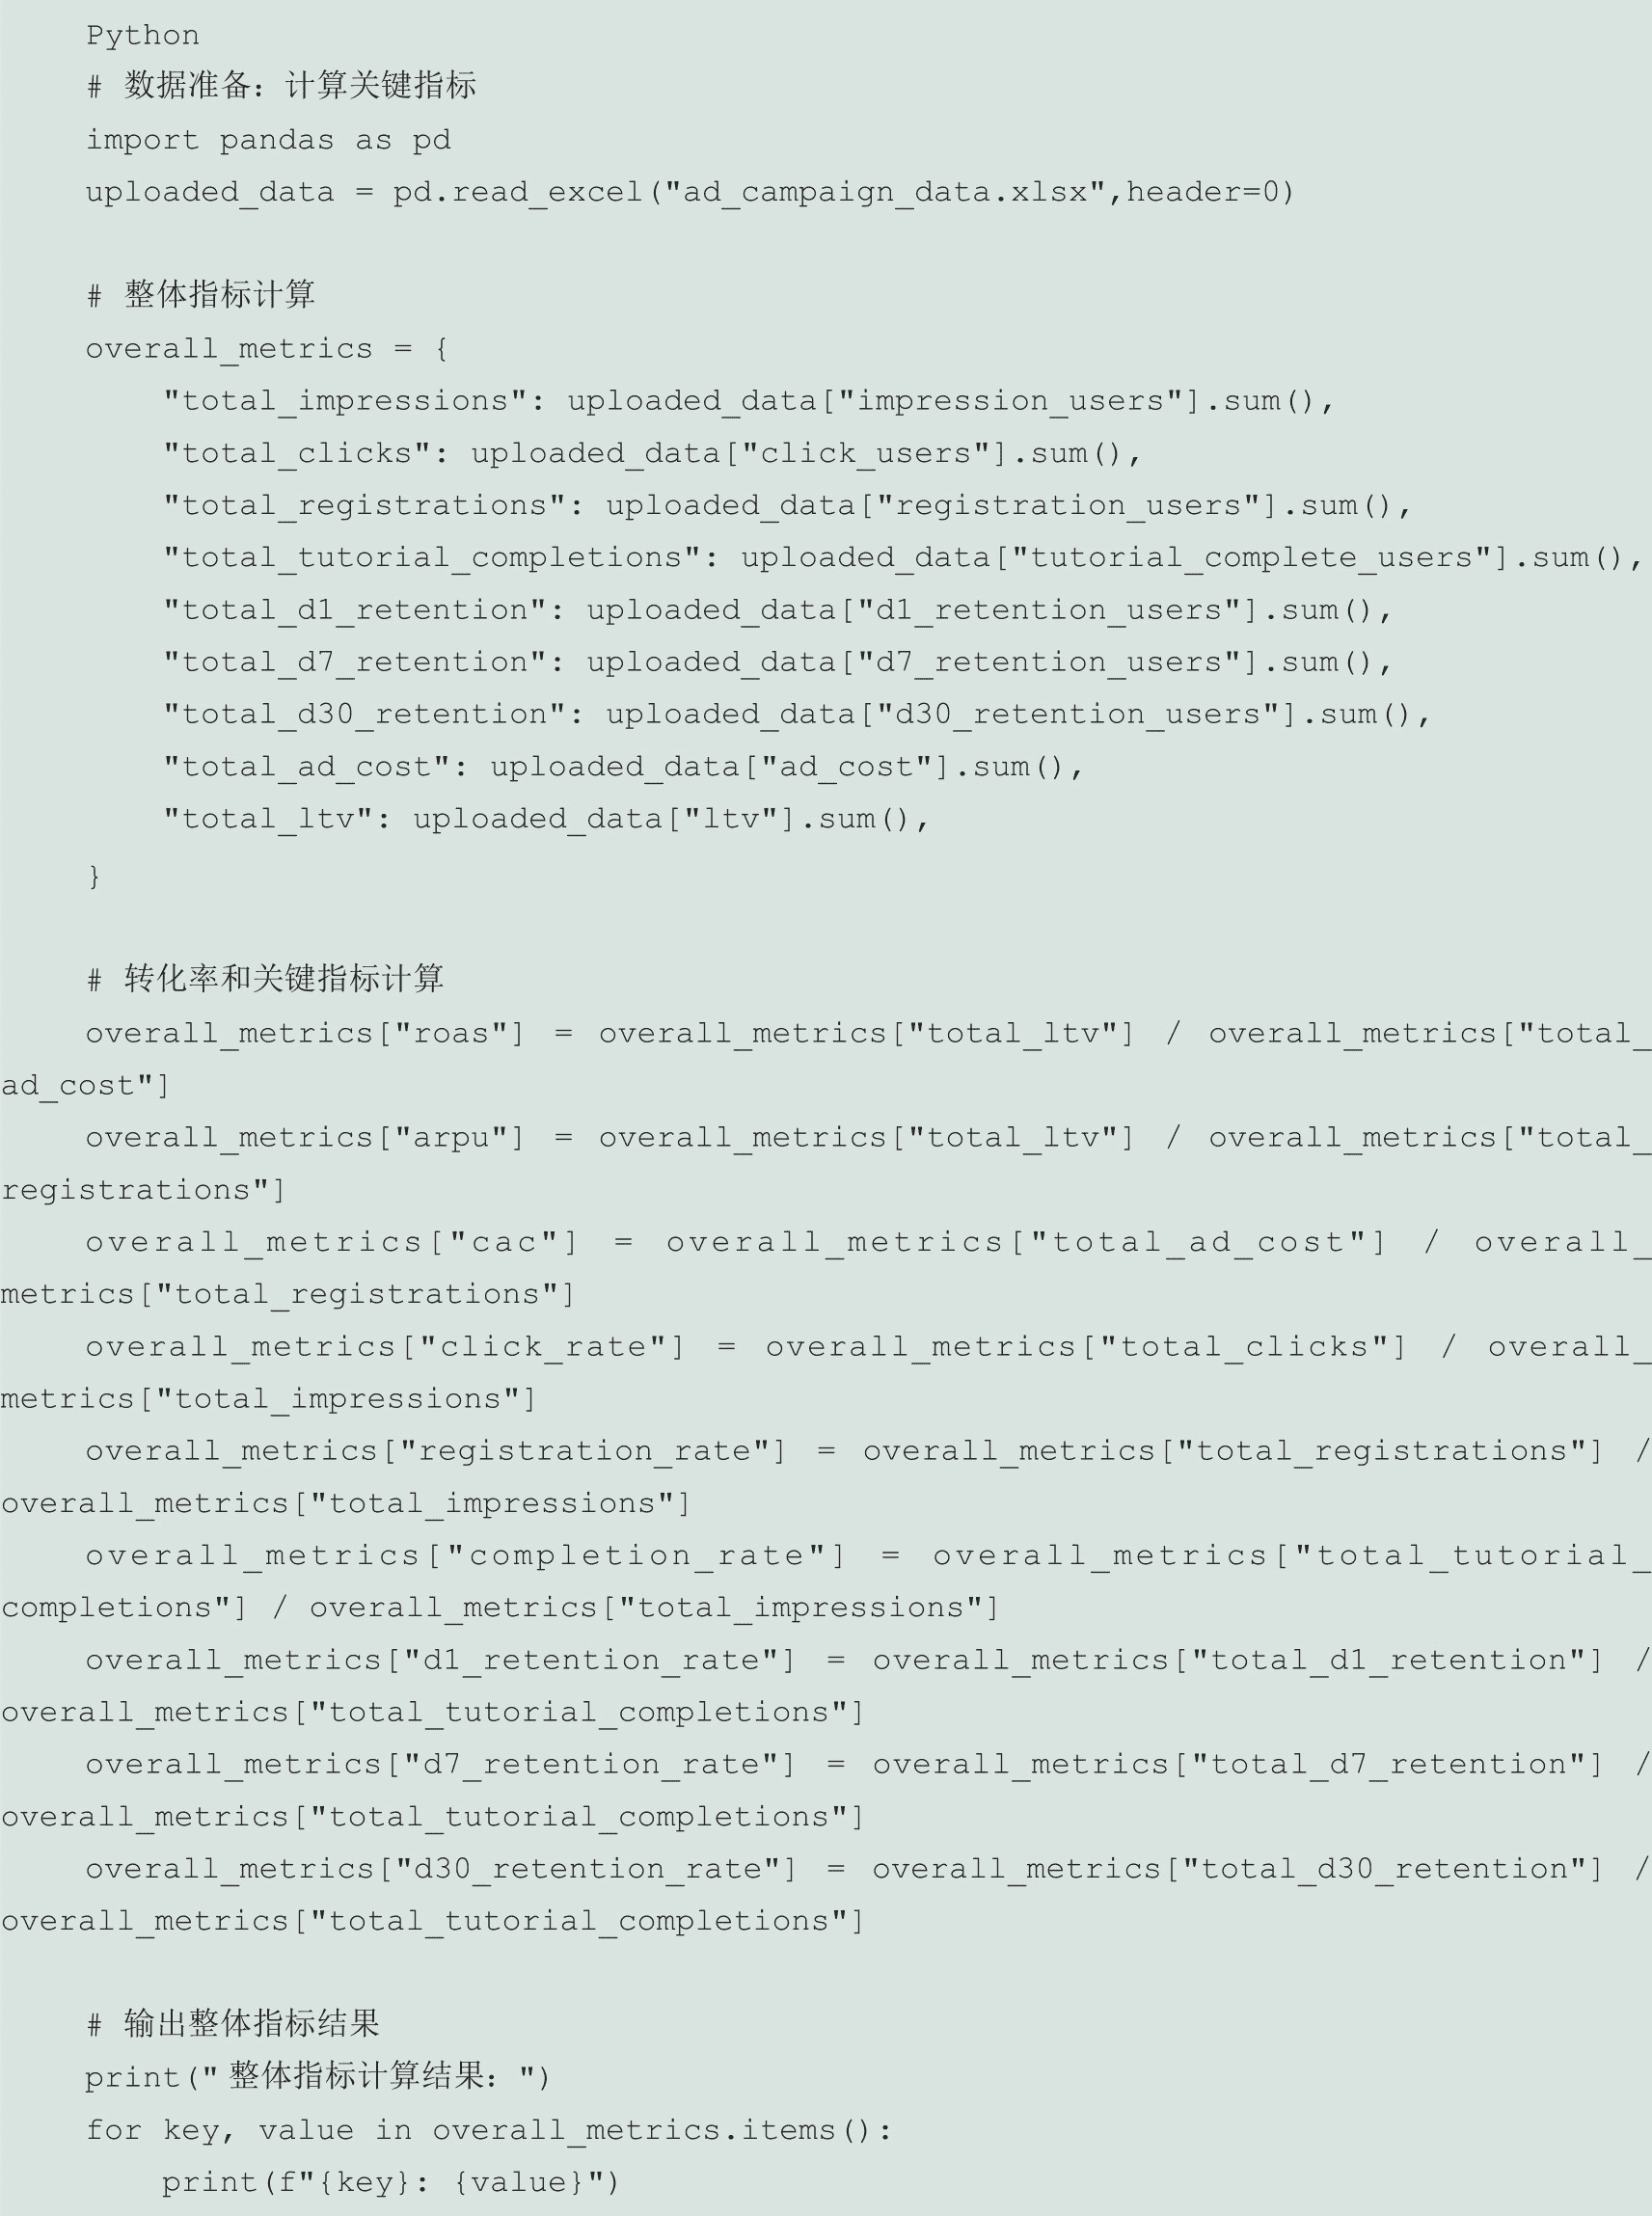 Python
# 数据准备：计算关键指标
import pandas as pd
uploaded_data = pd.read_excel("ad_campaign_data.xlsx",header=0)
# 整体指标计算
overall_metrics = {
"total_impressions": uploaded_data["impression_users"].sum(),
"total_clicks": uploaded_data["click_users"].sum(),
"total_registrations": uploaded_data["registration_users"].sum(),
"total_tutorial_completions": uploaded_data["tutorial_complete_users"].sum(),
"total_d1_retention": uploaded_data["d1_retention_users"].sum(),
"total_d7_retention": uploaded_data["d7_retention_users"].sum(),
"total_d30_retention": uploaded_data["d30_retention_users"].sum(),
"total_ad_cost": uploaded_data["ad_cost"].sum(),
"total_ltv": uploaded_data["ltv"].sum(),
}
# 转化率和关键指标计算
overall_metrics["roas"] = overall_metrics["total_ltv"] / overall_metrics["total_
ad_cost"]
overall_metrics["arpu"] = overall_metrics["total_ltv"] / overall_metrics["total_
registrations"]
overall_metrics["cac"] = overall_metrics["total_ad_cost"] / overall_
metrics["total_registrations"]
overall_metrics["click_rate"] = overall_metrics["total_clicks"] / overall_
metrics["total_impressions"]
overall_metrics["registration_rate"] = overall_metrics["total_registrations"] /
overall_metrics["total_impressions"]
overall_metrics["completion_rate"] = overall_metrics["total_tutorial_
completions"] / overall_metrics["total_impressions"]
overall_metrics["d1_retention_rate"] = overall_metrics["total_d1_retention"] /
overall_metrics["total_tutorial_completions"]
overall_metrics["d7_retention_rate"] = overall_metrics["total_d7_retention"] /
overall_metrics["total_tutorial_completions"]
overall_metrics["d30_retention_rate"] = overall_metrics["total_d30_retention"] /
overall_metrics["total_tutorial_completions"]
# 输出整体指标结果
print("整体指标计算结果：")
for key, value in overall_metrics.items():
print(f"{key}: {value}")